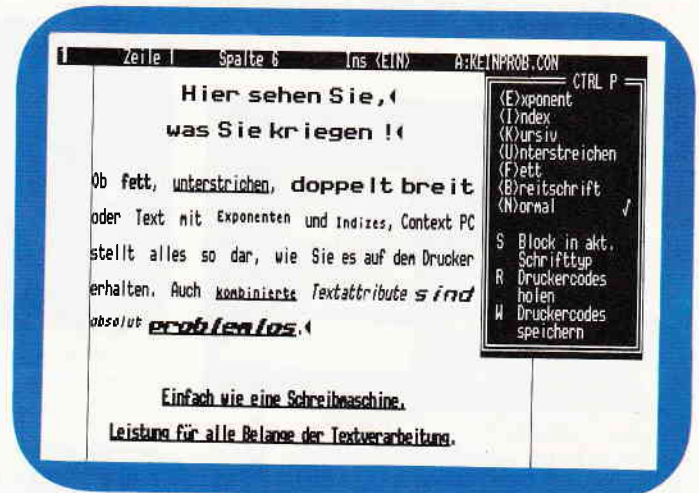 1 Zeile 1 Spalte 6 Ins <EIN> A:KEINPROB.CON
Hier sehen Sie,
was Sie kriegen !
Ob fett, unterstrichen, doppelt breit
oder Text mit Exponenten und Indizes, Context PC
stellt alles so dar, wie Sie es auf dem Drucker
erhalten. Auch kombinierte Textattribute sind
absolut problemlos.
Einfach wie eine Schreibmaschine.
Leistung für alle Belange der Textverarbeitung.
CTRL P
<E>xponent
<I>ndex
<K>ursiv
<U>nterstreichen
<F>ett
<B>reitschrift
<N>ormal √
S Block in akt.
Schrifttyp
R Druckercodes
holen
W Druckercodes
speichern